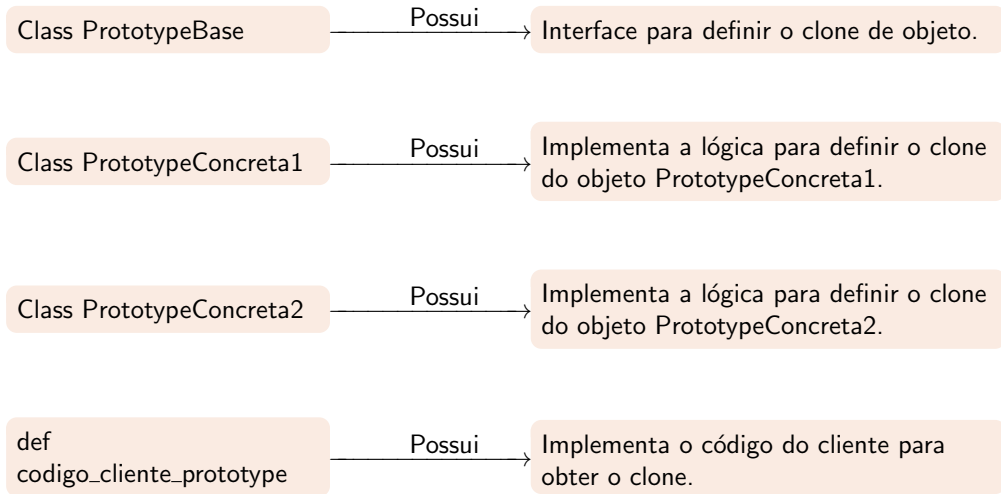 Class PrototypeBase
Possui
Interface para definir o clone de objeto.
Class PrototypeConcreta1
Possui
Implementa a lógica para definir o clone
do objeto PrototypeConcreta1.
Class PrototypeConcreta2
Possui
Implementa a lógica para definir o clone
do objeto PrototypeConcreta2.
def
codigo_cliente_prototype
Possui
Implementa o código do cliente para
obter o clone.